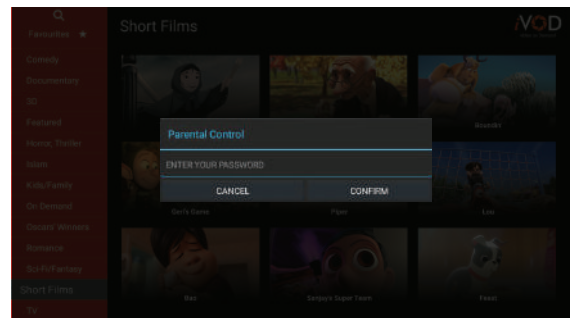 Favourites ★
Short Films
VOD
Comedy
Documentary
3D
Featured
Horror, Thriller
Islam
Kids/Family
On Demand
Oscars' Winners
Romance
Sci-Fi/Fantasy
Short Films
TV
Parental Control
ENTER YOUR PASSWORD
CANCEL
CONFIRM
Geri's Game
Piper
Lou
Bao
Sanjay's Super Team
Feast